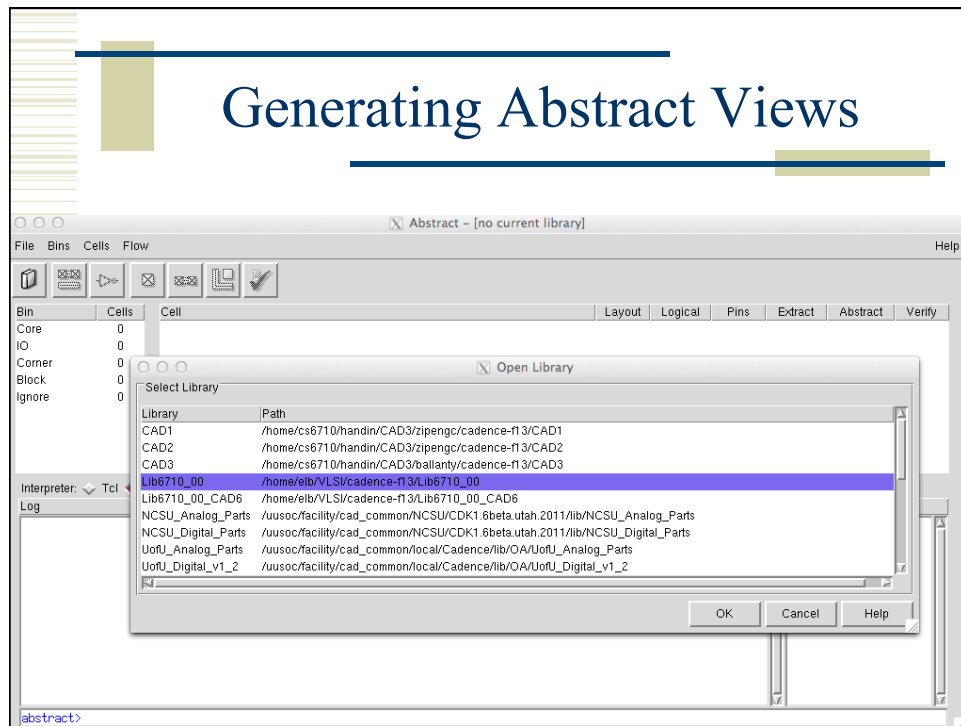 Generating Abstract Views
Abstract – [no current library]
File Bins Cells Flow Help
Bin Cells Cell Layout Logical Pins Extract Abstract Verify
Core 0
IO 0
Corner 0
Block 0
Ignore 0
Open Library
Select Library
Library Path
CAD1 /home/cs6710/handin/CAD3/zipengc/cadence-f13/CAD1
CAD2 /home/cs6710/handin/CAD3/zipengc/cadence-f13/CAD2
CAD3 /home/cs6710/handin/CAD3/ballanty/cadence-f13/CAD3
Lib6710_00 /home/elb/VLSI/cadence-f13/Lib6710_00
Lib6710_00_CAD6 /home/elb/VLSI/cadence-f13/Lib6710_00_CAD6
NCSU_Analog_Parts /uusoc/facility/cad_common/NCSU/CDK1.6beta.utah.2011/lib/NCSU_Analog_Parts
NCSU_Digital_Parts /uusoc/facility/cad_common/NCSU/CDK1.6beta.utah.2011/lib/NCSU_Digital_Parts
UofU_Analog_Parts /uusoc/facility/cad_common/local/Cadence/lib/OA/UofU_Analog_Parts
UofU_Digital_v1_2 /uusoc/facility/cad_common/local/Cadence/lib/OA/UofU_Digital_v1_2
OK Cancel Help
Interpreter: Tcl
Log
abstract>